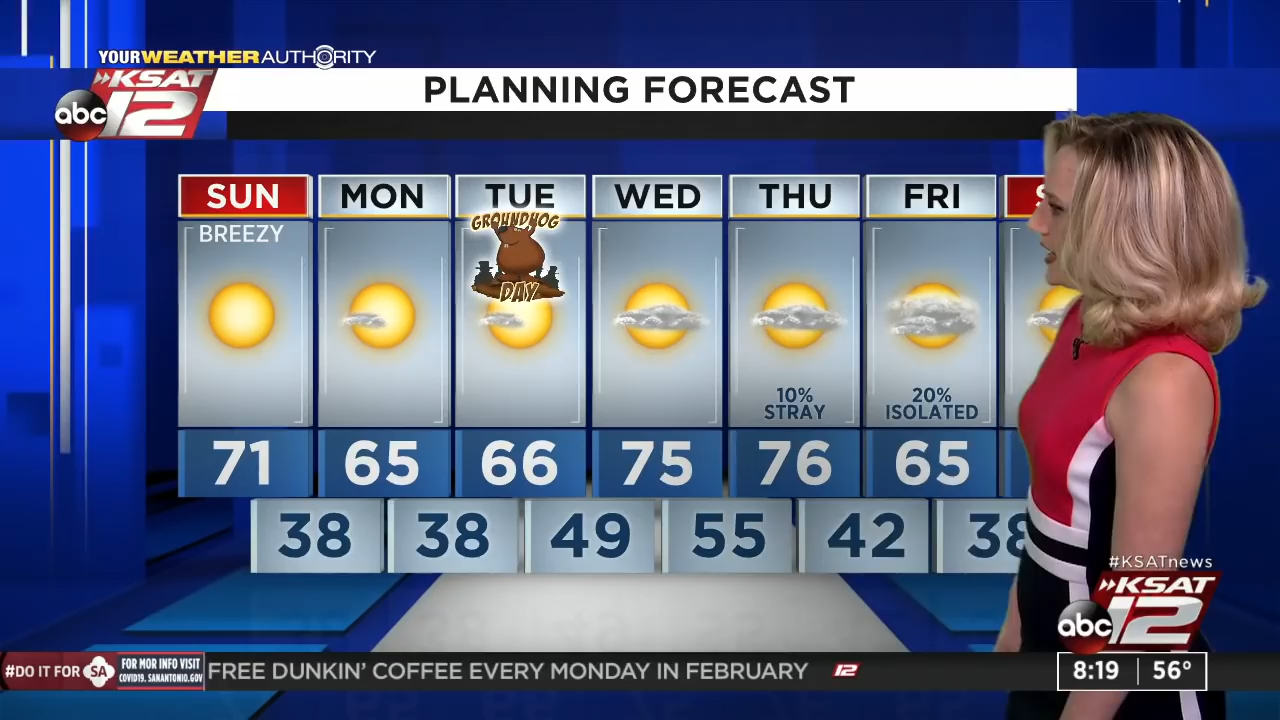 YOURWEATHERAUTHORITY
KSAT
abc 12
PLANNING FORECAST
SUN MON TUE WED THU FRI S
BREEZY
GROUNDHOG
DAY
10%
STRAY
20%
ISOLATED
71 65 66 75 76 65
38 38 49 55 42 38
#KSATnews
KSAT
abc 12
#DO IT FOR SA
FOR MOR INFO VISIT
COVID19.SANANTONIO.GOV
FREE DUNKIN' COFFEE EVERY MONDAY IN FEBRUARY 12
8:19 56°